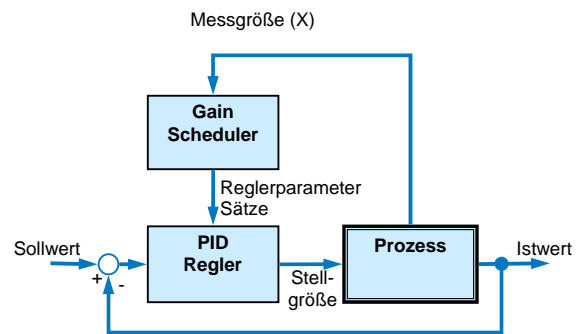 Messgröße (X)
Gain
Scheduler
Reglerparameter
Sätze
Sollwert
+
-
PID
Regler
Stell-
größe
Prozess
Istwert